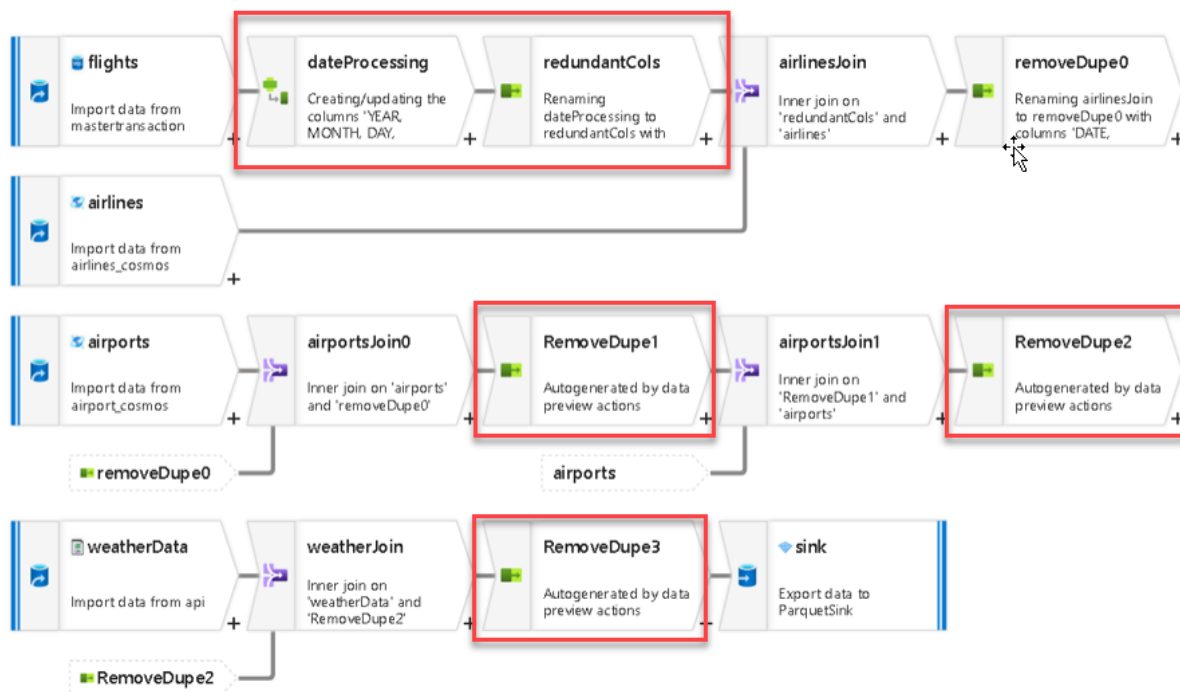 flights
Import data from
mastertransaction
dateProcessing
Creating/updating the
columns 'YEAR,
MONTH, DAY,
redundantCols
Renaming
dateProcessing to
redundantCols with
airlinesJoin
Inner join on
'redundantCols' and
'airlines'
removeDupe0
Renaming airlinesJoin
to removeDupe0 with
columns 'DATE,
airlines
Import data from
airlines_cosmos
airports
Import data from
airport_cosmos
airportsJoin0
Inner join on 'airports'
and 'removeDupe0'
RemoveDupe1
Autogenerated by data
preview actions
airportsJoin1
Inner join on
'RemoveDupe1' and
'airports'
RemoveDupe2
Autogenerated by data
preview actions
removeDupe0
airports
weatherData
Import data from api
weatherJoin
Inner join on
'weatherData' and
'RemoveDupe2'
RemoveDupe3
Autogenerated by data
preview actions
sink
Export data to
ParquetSink
RemoveDupe2